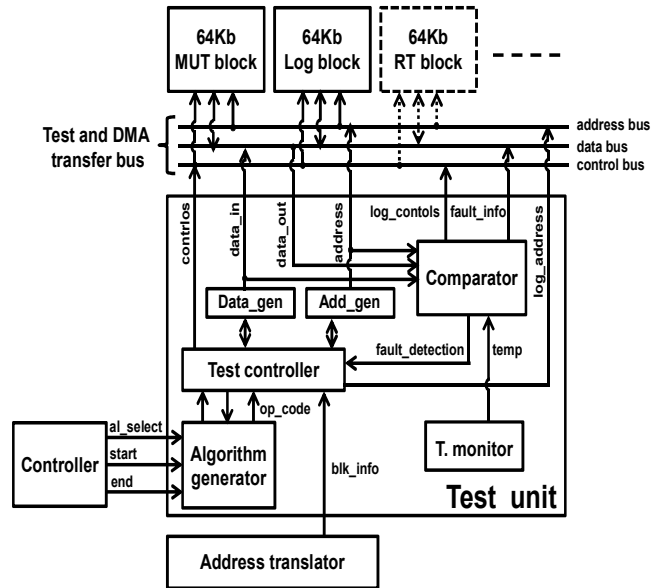 64Kb
MUT block
64Kb
Log block
64Kb
RT block
Test and DMA
transfer bus
address bus
data bus
control bus
contrlos
data_in
data_out
address
log_contols
fault_info
log_address
Comparator
Data_gen
Add_gen
fault_detection
temp
Test controller
op_code
al_select
start
end
Controller
Algorithm
generator
blk_info
T. monitor
Test unit
Address translator